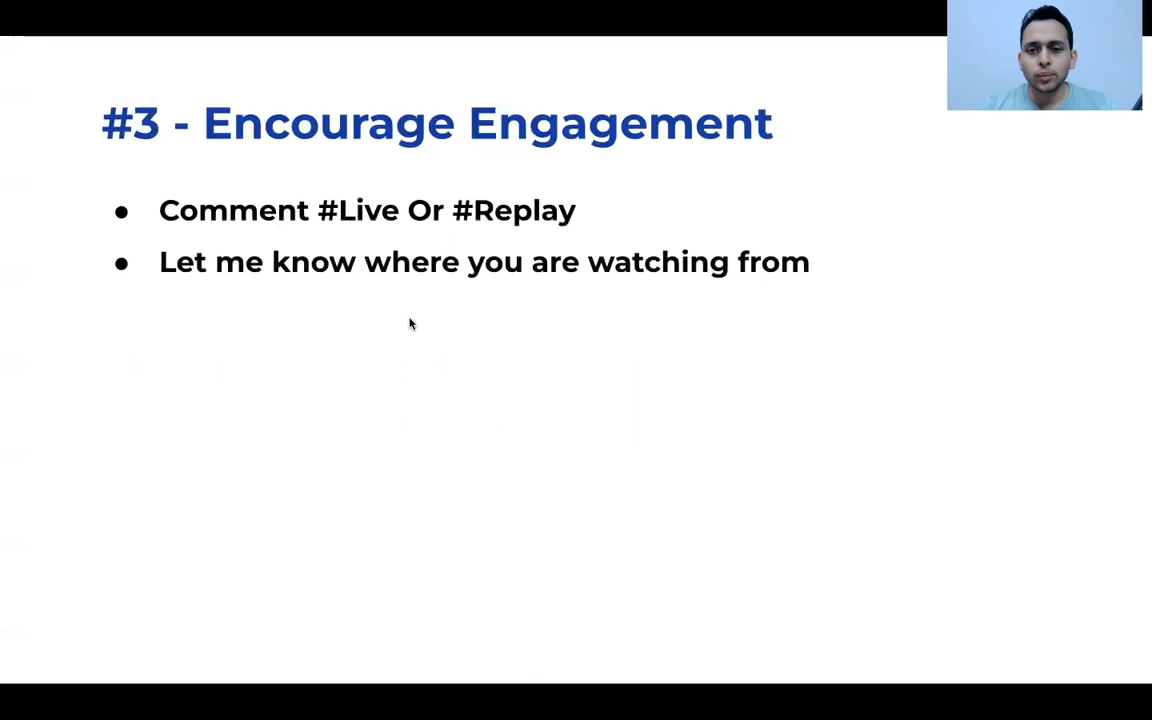 #3 - Encourage Engagement
● Comment #Live Or #Replay
● Let me know where you are watching from